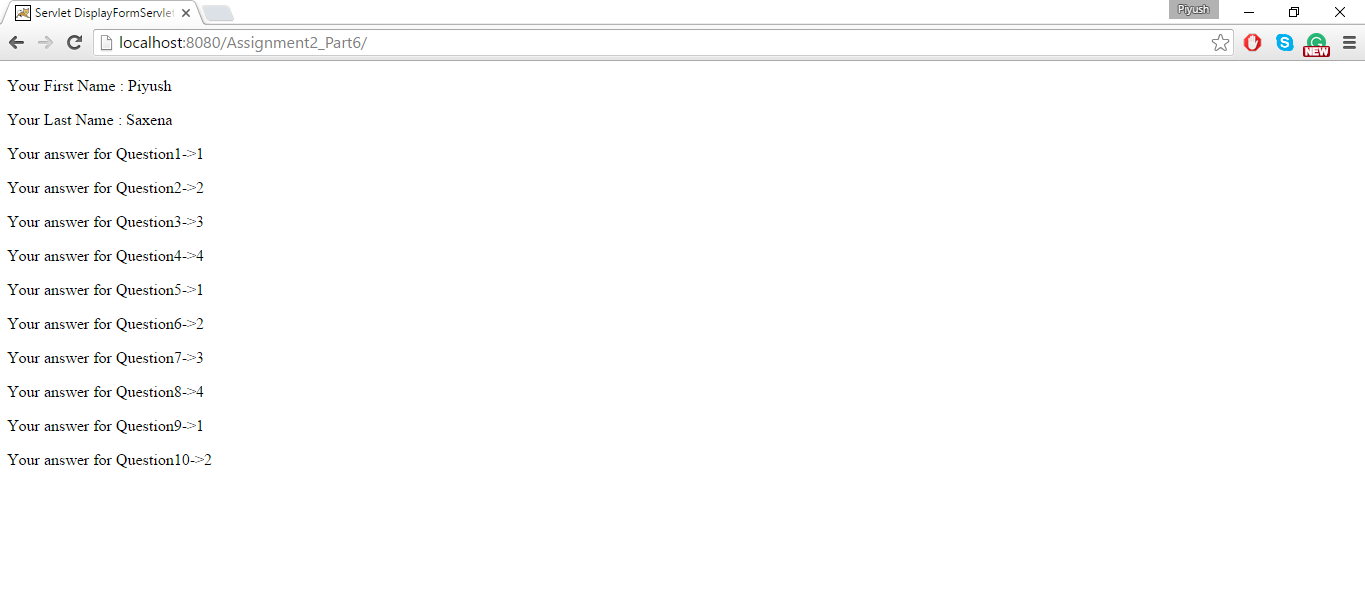 Servlet DisplayFormServlet
Piyush
localhost:8080/Assignment2_Part6/
NEW
Your First Name : Piyush
Your Last Name : Saxena
Your answer for Question1->1
Your answer for Question2->2
Your answer for Question3->3
Your answer for Question4->4
Your answer for Question5->1
Your answer for Question6->2
Your answer for Question7->3
Your answer for Question8->4
Your answer for Question9->1
Your answer for Question10->2